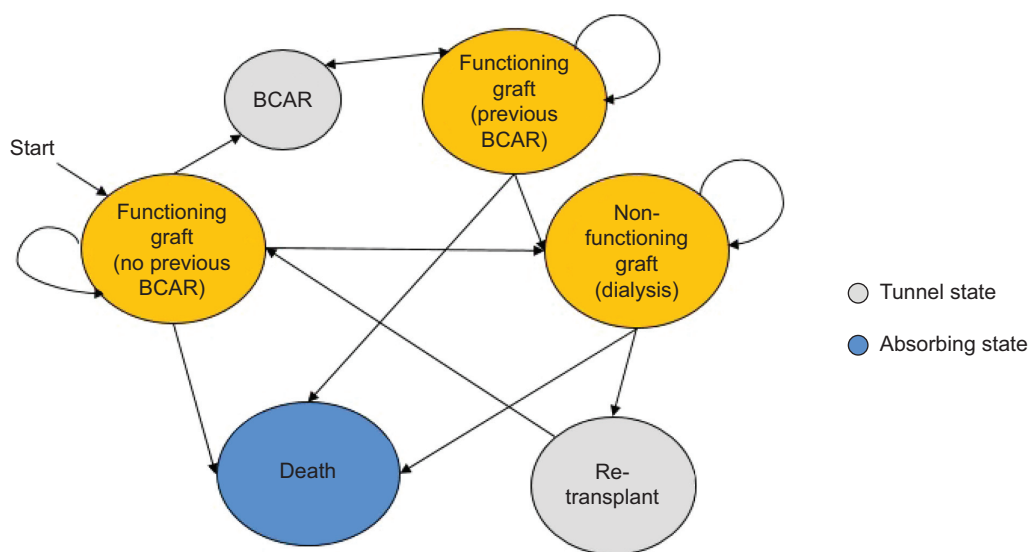 Functioning
graft
(previous
BCAR)
BCAR
Start
Functioning
graft
(no previous
BCAR)
Non-
functioning
graft
(dialysis)
Tunnel state
Absorbing state
Death
Re-
transplant